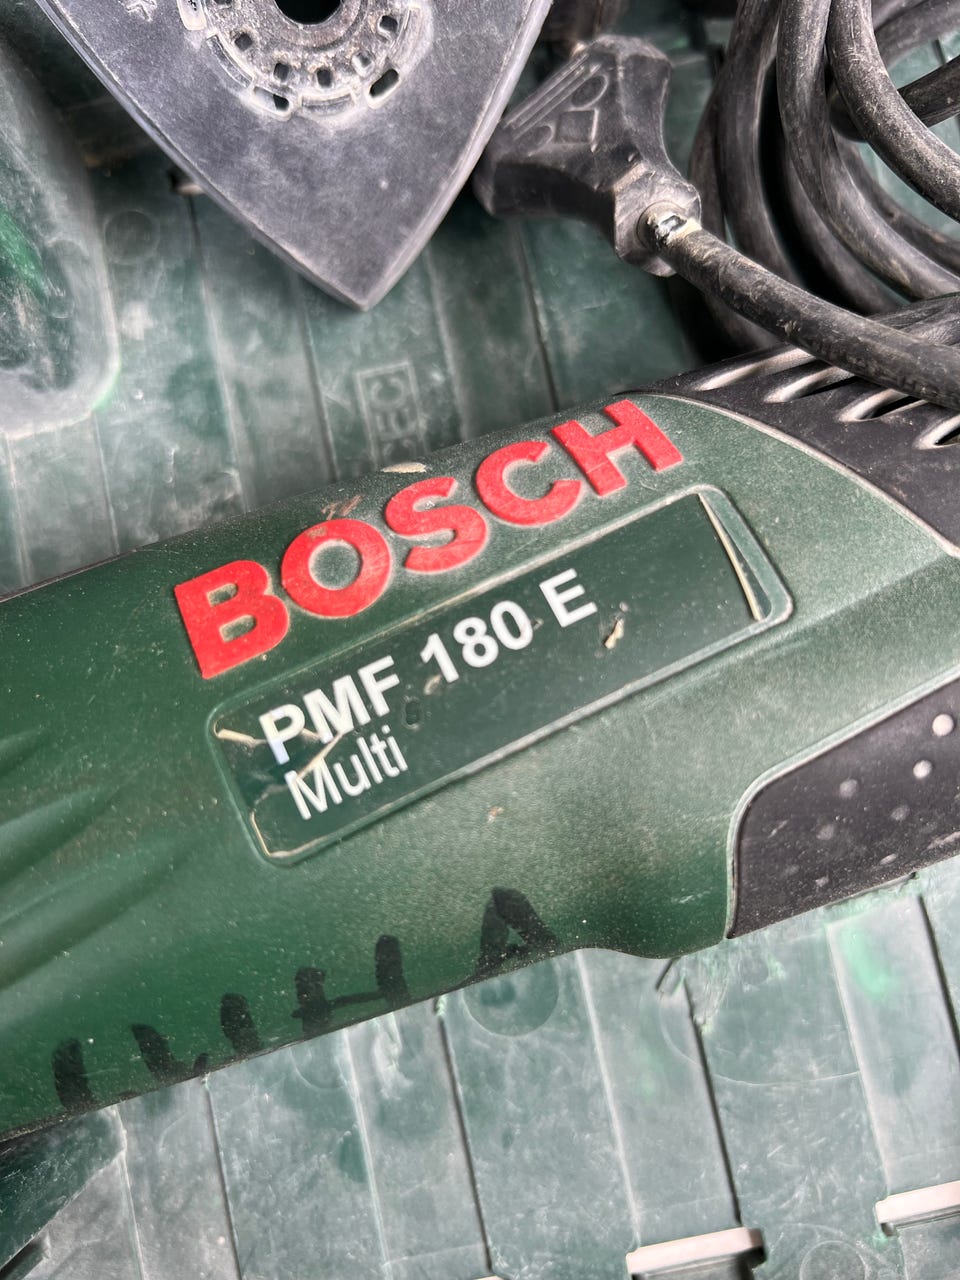 BOSCH
PMF 180 E
Multi